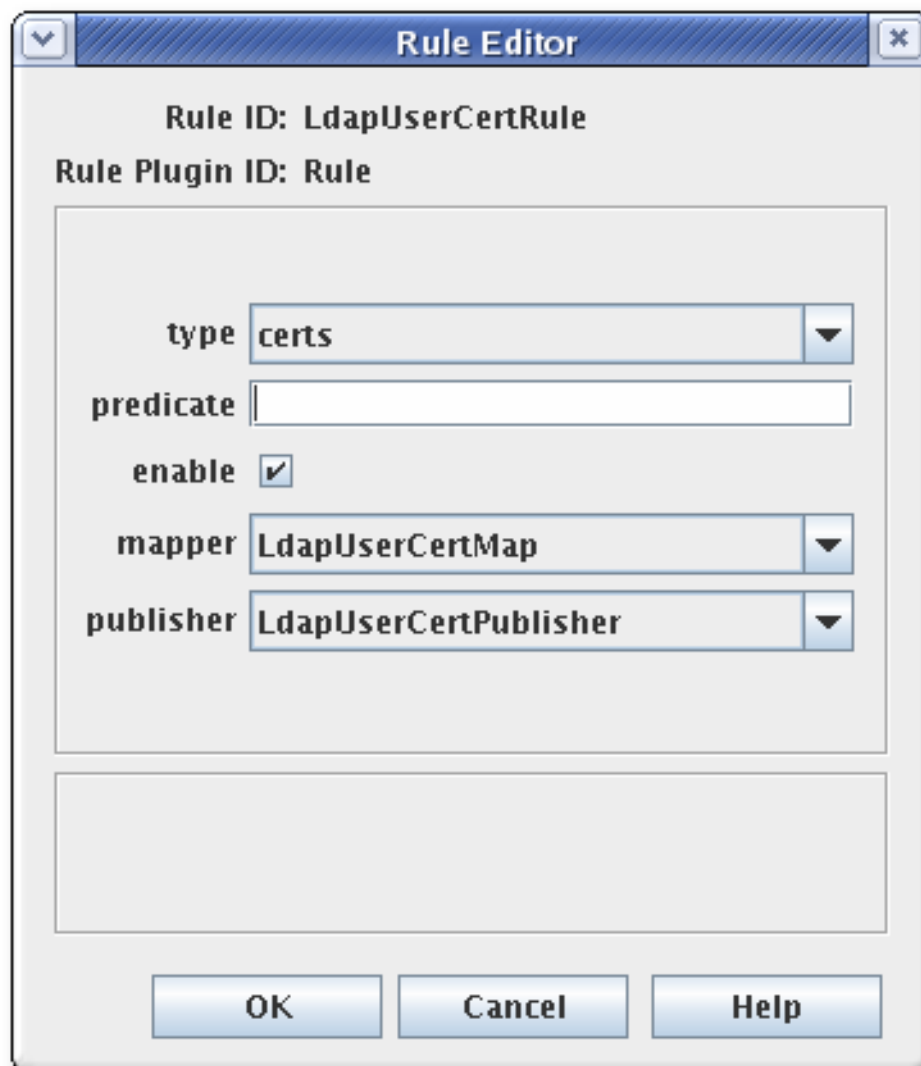 Rule Editor
Rule ID: LdapUserCertRule
Rule Plugin ID: Rule
type certs
predicate
enable
mapper LdapUserCertMap
publisher LdapUserCertPublisher
OK Cancel Help